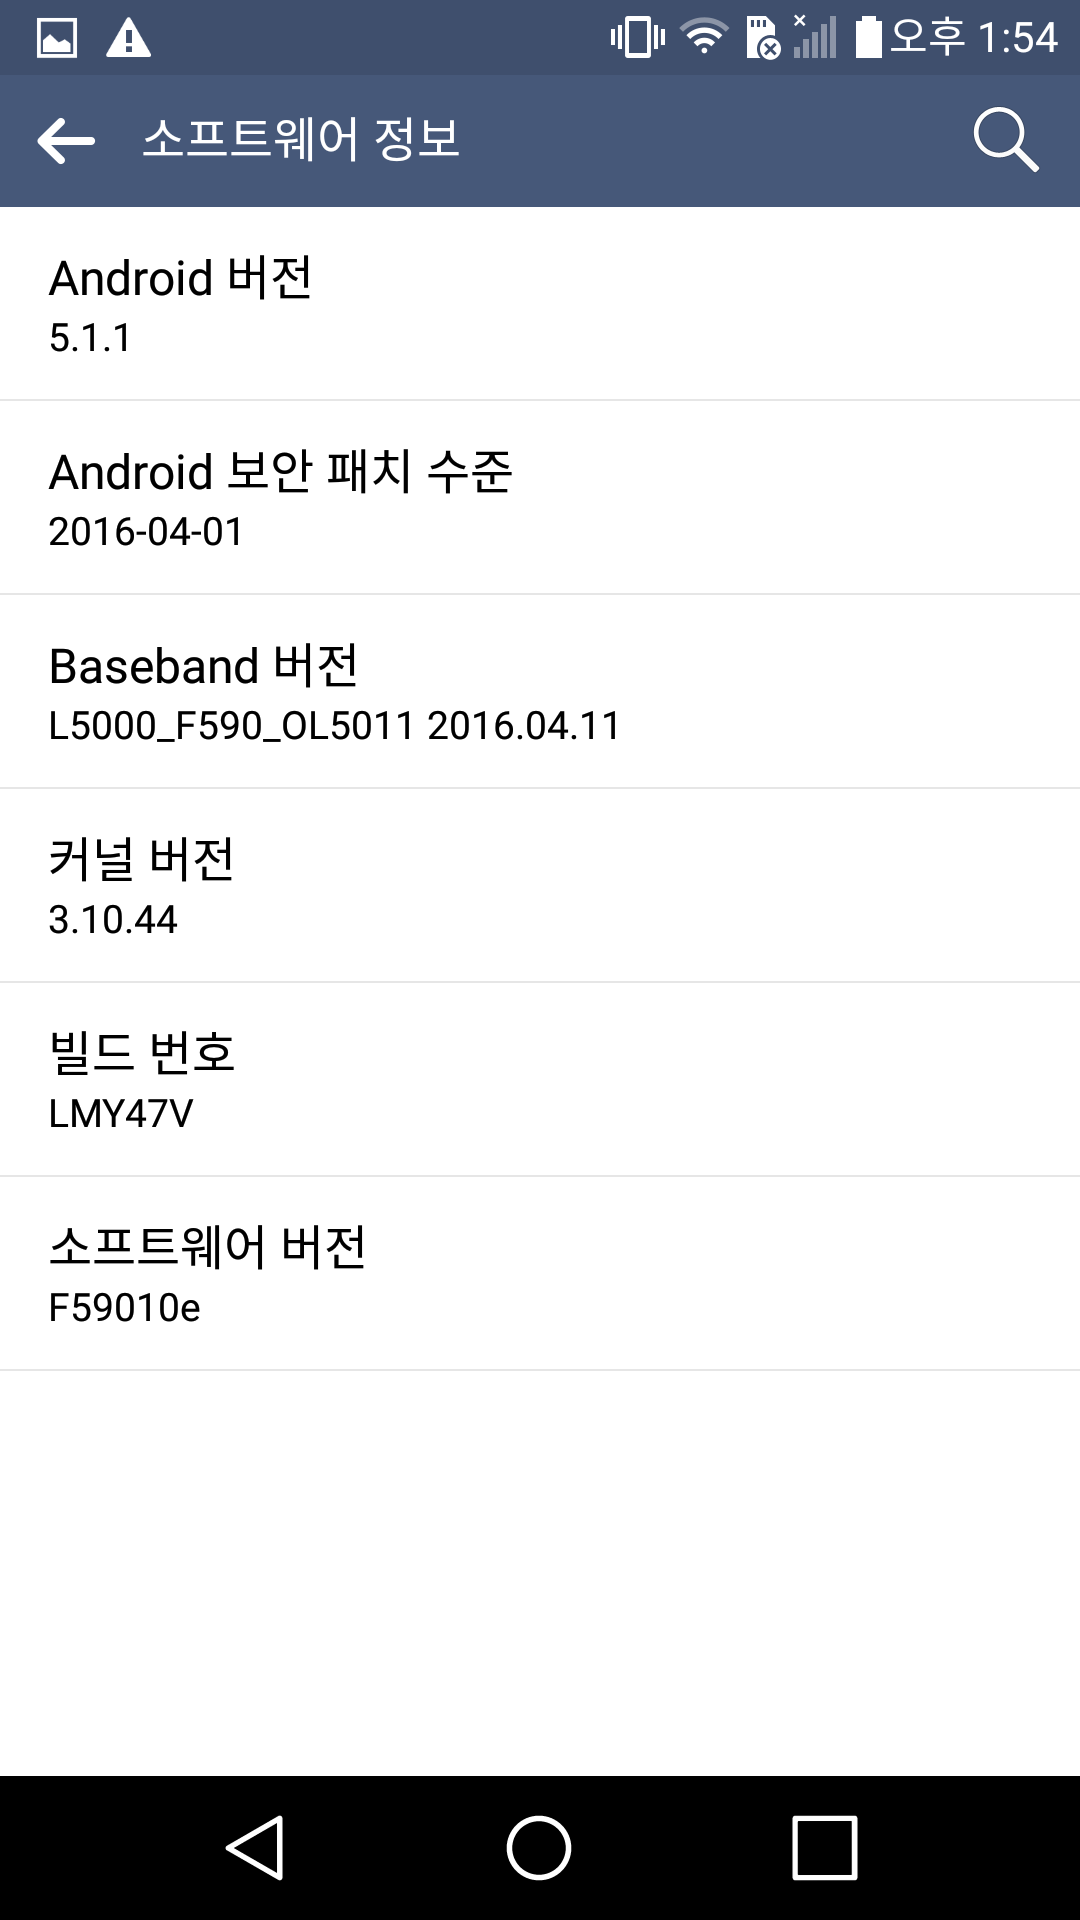 오후 1:54
소프트웨어 정보
Android 버전
5.1.1
Android 보안 패치 수준
2016-04-01
Baseband 버전
L5000_F590_OL5011 2016.04.11
커널 버전
3.10.44
빌드 번호
LMY47V
소프트웨어 버전
F59010e